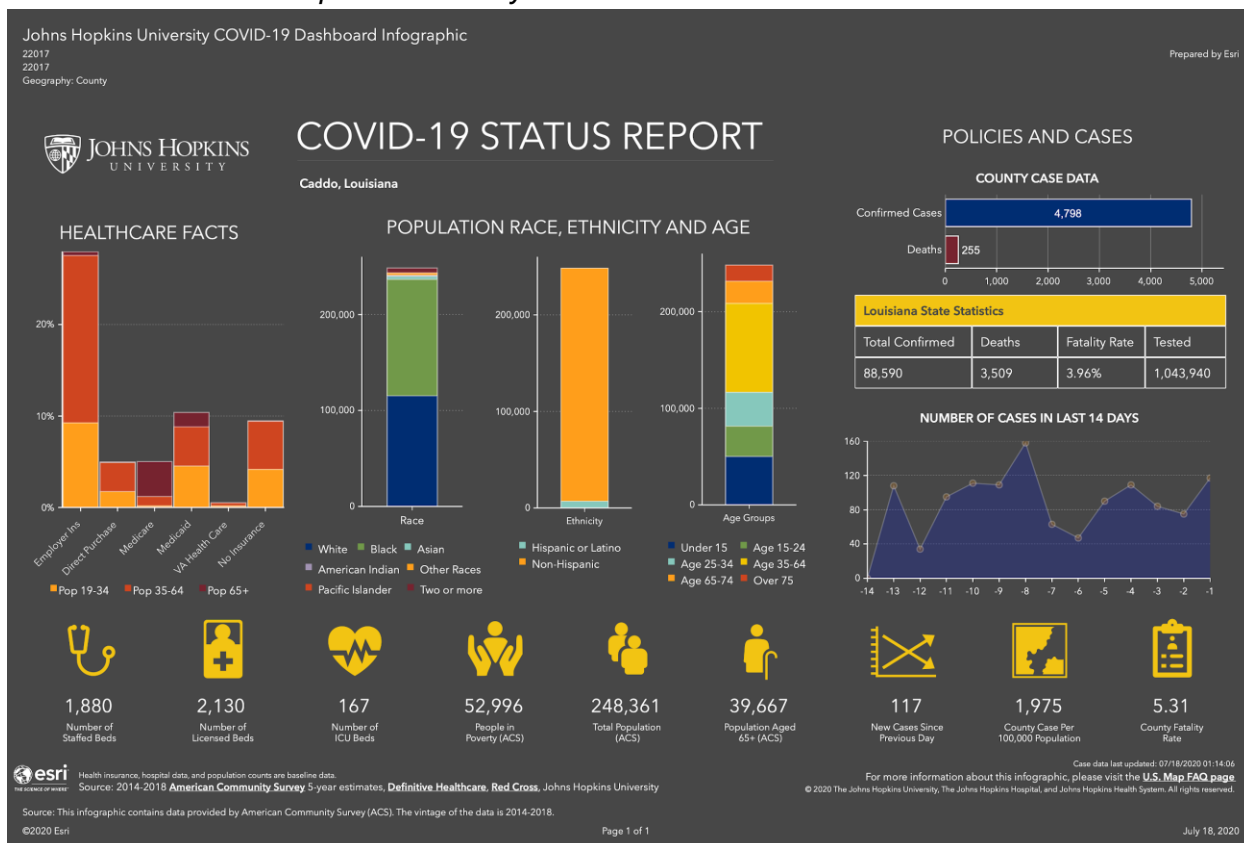 Johns Hopkins University COVID-19 Dashboard Infographic
22017
22017
Geography: County
Prepared by Esri
JOHNS HOPKINS
UNIVERSITY
COVID-19 STATUS REPORT
Caddo, Louisiana
HEALTHCARE FACTS
20%
10%
0%
Employer Ins
Direct Purchase
Medicare
Medicaid
VA Health Care
No Insurance
Pop 19-34 Pop 35-64 Pop 65+
POPULATION RACE, ETHNICITY AND AGE
200,000
100,000
0
Race
White Black Asian
American Indian Other Races
Pacific Islander Two or more
200,000
100,000
0
Ethnicity
Hispanic or Latino
Non-Hispanic
200,000
100,000
0
Age Groups
Under 15 Age 15-24
Age 25-34 Age 35-64
Age 65-74 Over 75
POLICIES AND CASES
COUNTY CASE DATA
Confirmed Cases 4,798
Deaths 255
0 1,000 2,000 3,000 4,000 5,000
Louisiana State Statistics
Total Confirmed Deaths Fatality Rate Tested
88,590 3,509 3.96% 1,043,940
NUMBER OF CASES IN LAST 14 DAYS
160
120
80
40
0
-14 -13 -12 -11 -10 -9 -8 -7 -6 -5 -4 -3 -2 -1
1,880
Number of
Staffed Beds
2,130
Number of
Licensed Beds
167
Number of
ICU Beds
52,996
People in
Poverty (ACS)
248,361
Total Population
(ACS)
39,667
Population Aged
65+ (ACS)
117
New Cases Since
Previous Day
1,975
County Case Per
100,000 Population
5.31
County Fatality
Rate
esri
THE SCIENCE OF WHERE
Health insurance, hospital data, and population counts are baseline data.
Source: 2014-2018 American Community Survey 5-year estimates, Definitive Healthcare, Red Cross, Johns Hopkins University
Case data last updated: 07/18/2020 01:14:06
For more information about this infographic, please visit the U.S. Map FAQ page
© 2020 The Johns Hopkins University, The Johns Hopkins Hospital, and Johns Hopkins Health System. All rights reserved.
Source: This infographic contains data provided by American Community Survey (ACS). The vintage of the data is 2014-2018.
©2020 Esri
Page 1 of 1
July 18, 2020